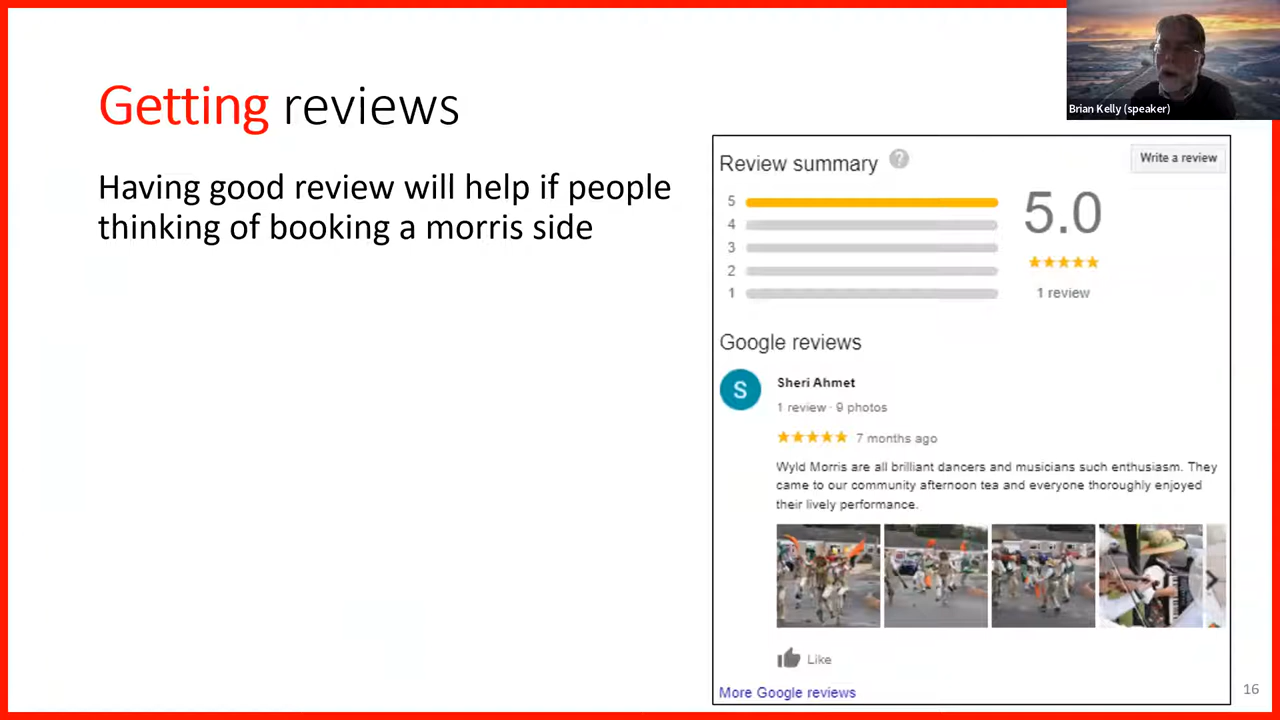 Getting reviews
Having good review will help if people
thinking of booking a morris side
Brian Kelly (speaker)
Review summary ?
Write a review
5
4
3
2
1
5.0
1 review
Google reviews
S
Sheri Ahmet
1 review · 9 photos
7 months ago
Wyld Morris are all brilliant dancers and musicians such enthusiasm. They
came to our community afternoon tea and everyone thoroughly enjoyed
their lively performance.
Like
More Google reviews
16